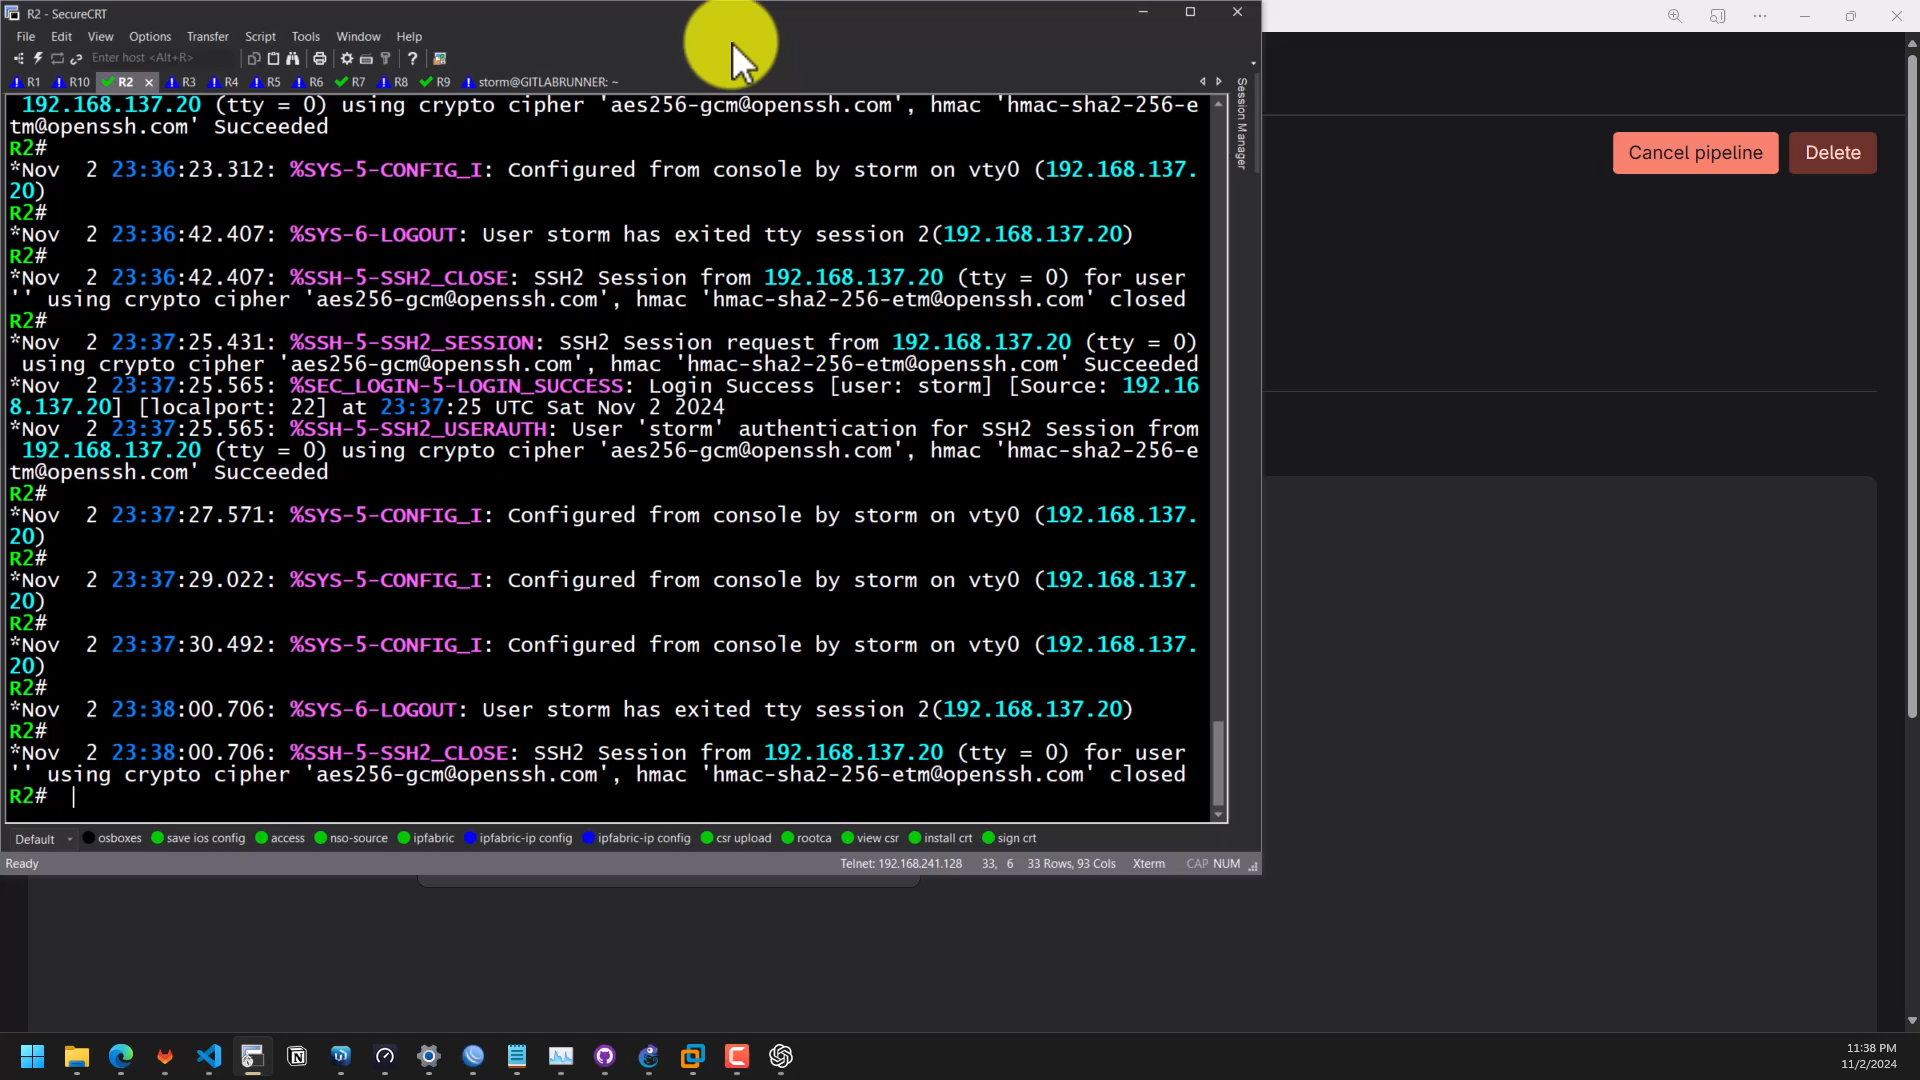 R2 - SecureCRT
File Edit View Options Transfer Script Tools Window Help
Enter host <Alt+R>
R1 R10 R2 R3 R4 R5 R6 R7 R8 R9 storm@GITLABRUNNER: ~
Session Manager
192.168.137.20 (tty = 0) using crypto cipher 'aes256-gcm@openssh.com', hmac 'hmac-sha2-256-e
tm@openssh.com' Succeeded
R2#
*Nov  2 23:36:23.312: %SYS-5-CONFIG_I: Configured from console by storm on vty0 (192.168.137.
20)
R2#
*Nov  2 23:36:42.407: %SYS-6-LOGOUT: User storm has exited tty session 2(192.168.137.20)
R2#
*Nov  2 23:36:42.407: %SSH-5-SSH2_CLOSE: SSH2 Session from 192.168.137.20 (tty = 0) for user
'' using crypto cipher 'aes256-gcm@openssh.com', hmac 'hmac-sha2-256-etm@openssh.com' closed
R2#
*Nov  2 23:37:25.431: %SSH-5-SSH2_SESSION: SSH2 Session request from 192.168.137.20 (tty = 0)
using crypto cipher 'aes256-gcm@openssh.com', hmac 'hmac-sha2-256-etm@openssh.com' Succeeded
*Nov  2 23:37:25.565: %SEC_LOGIN-5-LOGIN_SUCCESS: Login Success [user: storm] [Source: 192.16
8.137.20] [localport: 22] at 23:37:25 UTC Sat Nov 2 2024
*Nov  2 23:37:25.565: %SSH-5-SSH2_USERAUTH: User 'storm' authentication for SSH2 Session from
192.168.137.20 (tty = 0) using crypto cipher 'aes256-gcm@openssh.com', hmac 'hmac-sha2-256-e
tm@openssh.com' Succeeded
R2#
*Nov  2 23:37:27.571: %SYS-5-CONFIG_I: Configured from console by storm on vty0 (192.168.137.
20)
R2#
*Nov  2 23:37:29.022: %SYS-5-CONFIG_I: Configured from console by storm on vty0 (192.168.137.
20)
R2#
*Nov  2 23:37:30.492: %SYS-5-CONFIG_I: Configured from console by storm on vty0 (192.168.137.
20)
R2#
*Nov  2 23:38:00.706: %SYS-6-LOGOUT: User storm has exited tty session 2(192.168.137.20)
R2#
*Nov  2 23:38:00.706: %SSH-5-SSH2_CLOSE: SSH2 Session from 192.168.137.20 (tty = 0) for user
'' using crypto cipher 'aes256-gcm@openssh.com', hmac 'hmac-sha2-256-etm@openssh.com' closed
R2#
Default osboxes save ios config access nso-source ipfabric ipfabric-ip config ipfabric-ip config csr upload rootca view csr install crt sign crt
Ready Telnet: 192.168.241.128 33, 6 33 Rows, 93 Cols Xterm CAP NUM
Cancel pipeline Delete
11:38 PM
11/2/2024